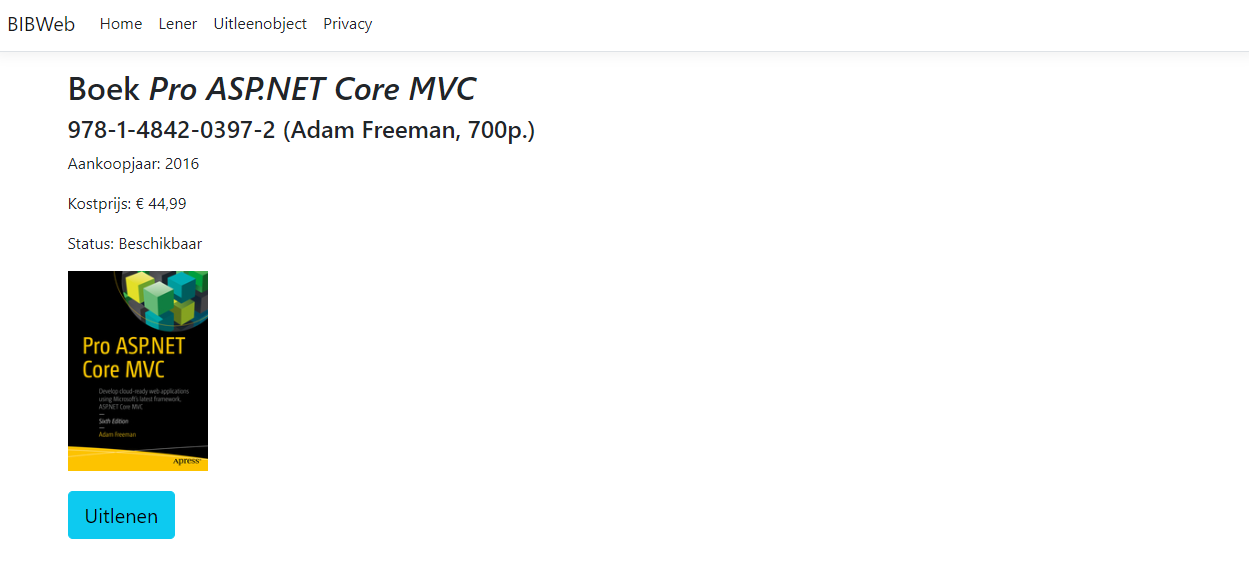 BIBWeb Home Lener Uitleenobject Privacy
Boek Pro ASP.NET Core MVC
978-1-4842-0397-2 (Adam Freeman, 700p.)
Aankoopjaar: 2016
Kostprijs: € 44,99
Status: Beschikbaar
Pro ASP.NET
Core MVC
Develop cloud-ready web applications
using Microsoft's latest framework,
ASP.NET Core MVC
—
Sixth Edition
—
Adam Freeman
Apress®
Uitlenen